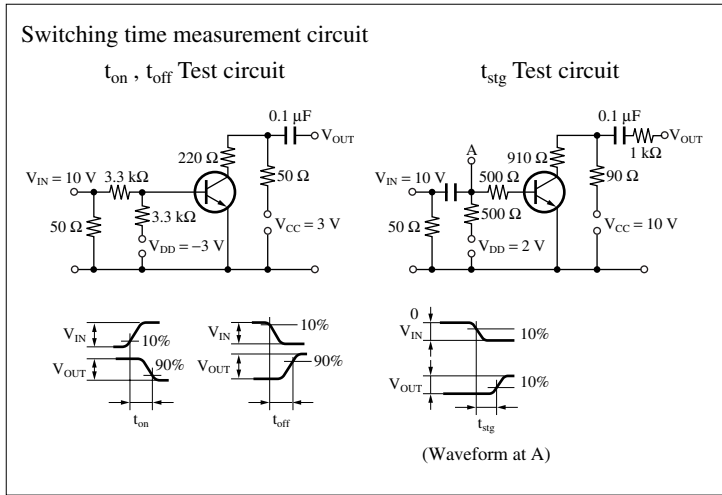 Switching time measurement circuit
t_on , t_off Test circuit
0.1 μF
V_OUT
220 Ω
V_IN = 10 V
3.3 kΩ
50 Ω
50 Ω
3.3 kΩ
V_DD = −3 V
V_CC = 3 V
t_stg Test circuit
0.1 μF
V_OUT
A
910 Ω
1 kΩ
V_IN = 10 V
500 Ω
90 Ω
50 Ω
500 Ω
V_DD = 2 V
V_CC = 10 V
V_IN
10%
V_OUT
90%
t_on
V_IN
10%
V_OUT
90%
t_off
0
V_IN
10%
V_OUT
10%
t_stg
(Waveform at A)